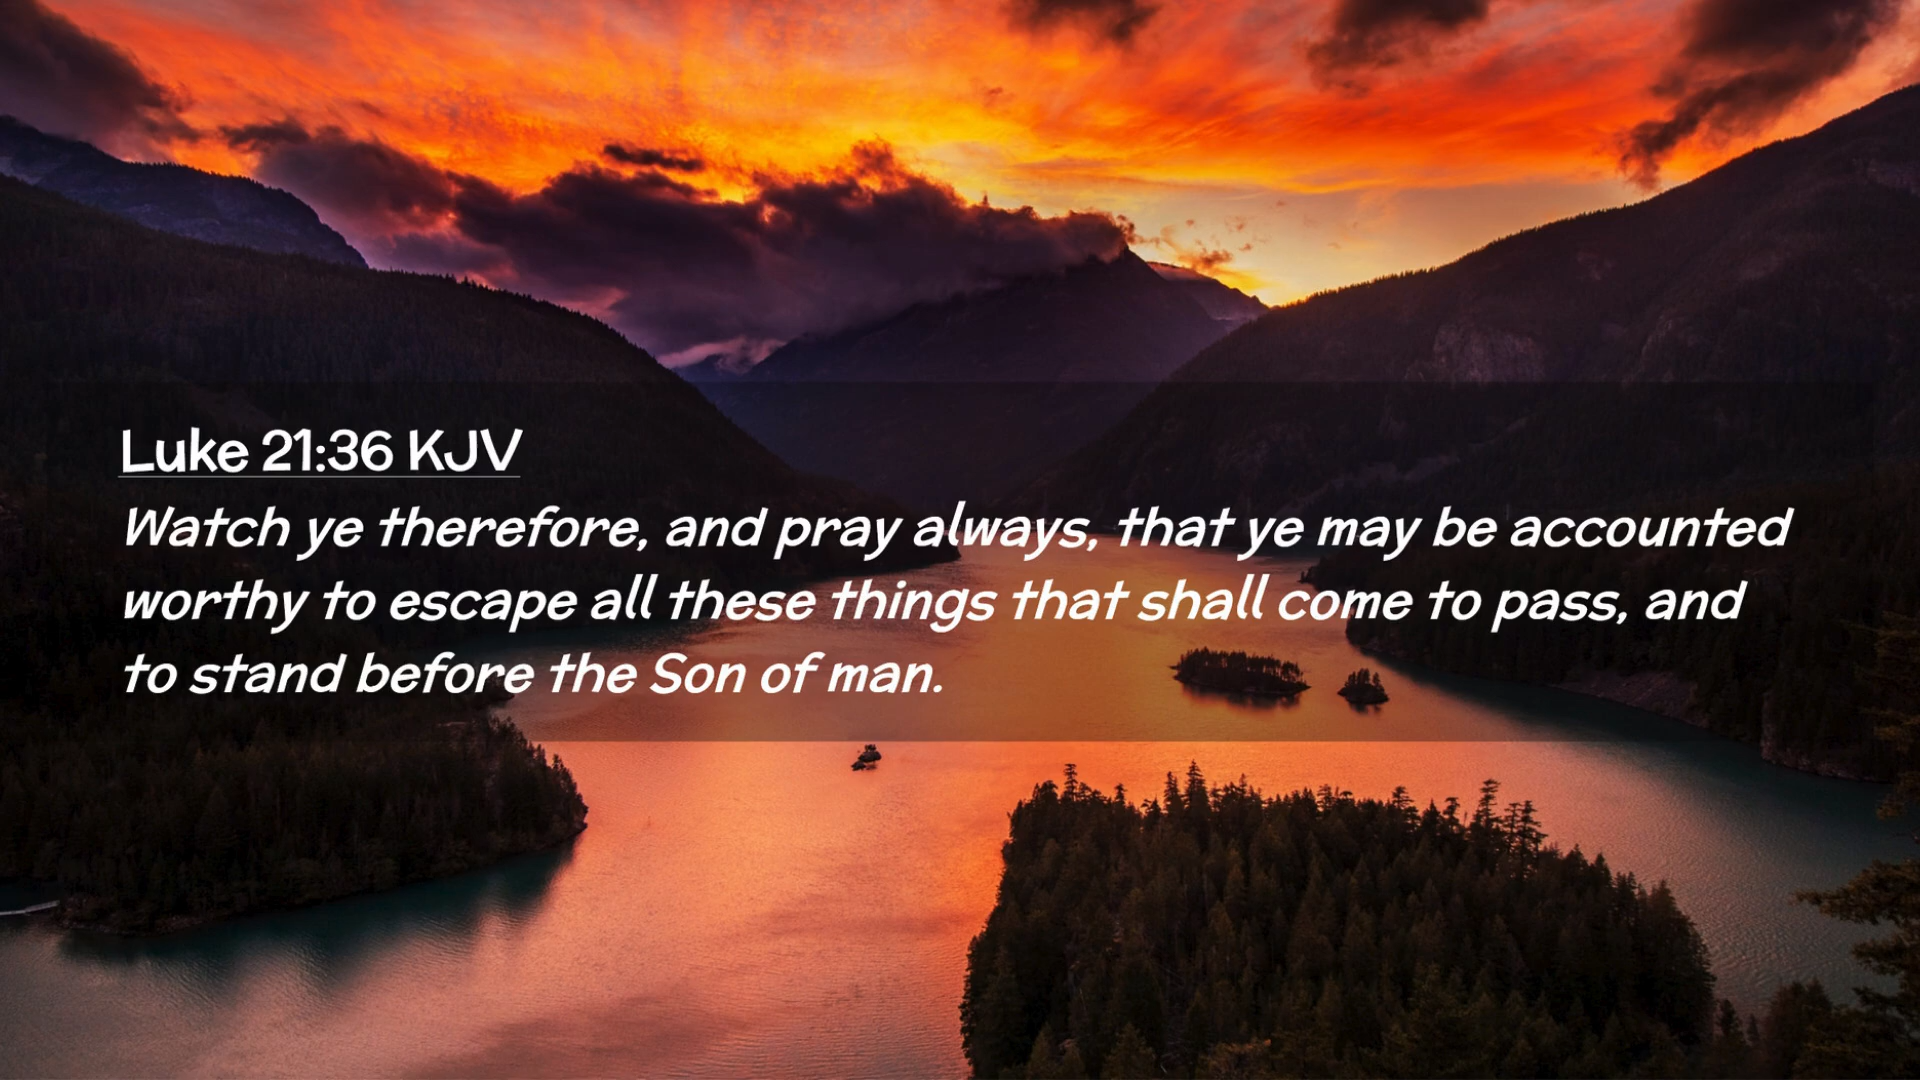 Luke 21:36 KJV
Watch ye therefore, and pray always, that ye may be accounted
worthy to escape all these things that shall come to pass, and
to stand before the Son of man.